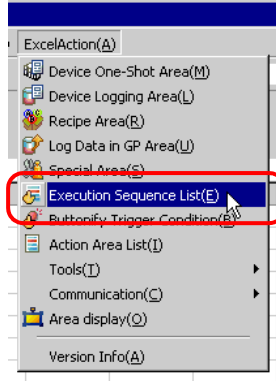 ExcelAction(A)
Device One-Shot Area(M)
Device Logging Area(L)
Recipe Area(R)
Log Data in GP Area(U)
Special Area(S)
Execution Sequence List(E)
Buttonify Trigger Condition(B)
Action Area List(I)
Tools(T)
Communication(C)
Area display(O)
Version Info(A)